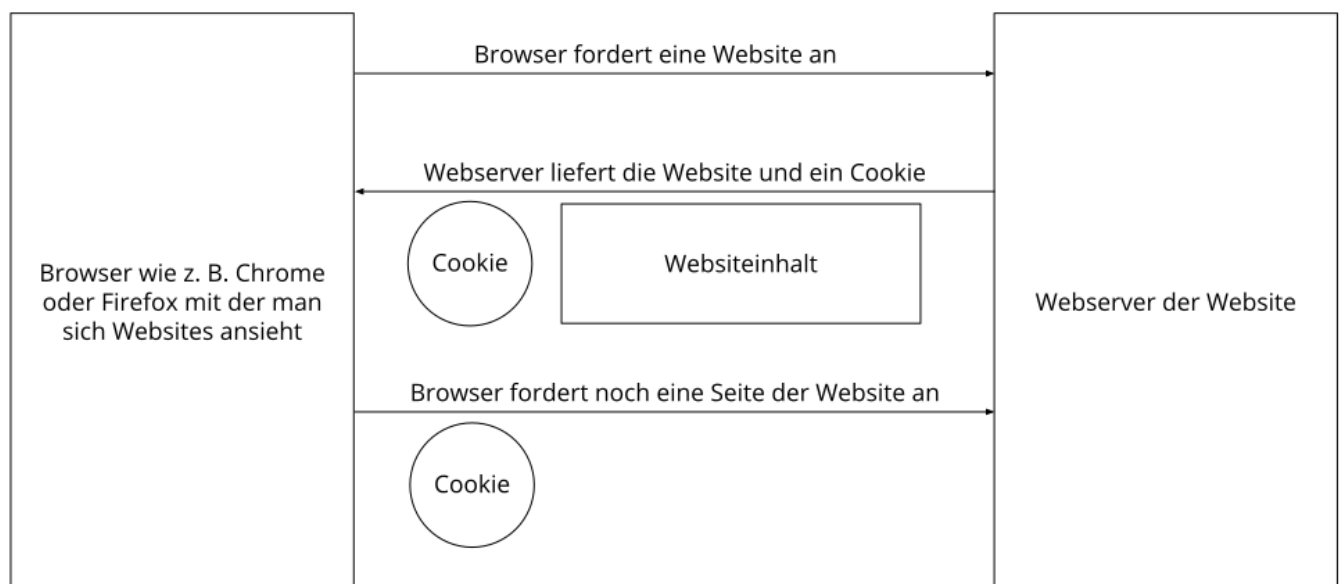 Browser fordert eine Website an
Webserver liefert die Website und ein Cookie
Cookie
Websiteinhalt
Browser wie z. B. Chrome
oder Firefox mit der man
sich Websites ansieht
Webserver der Website
Browser fordert noch eine Seite der Website an
Cookie